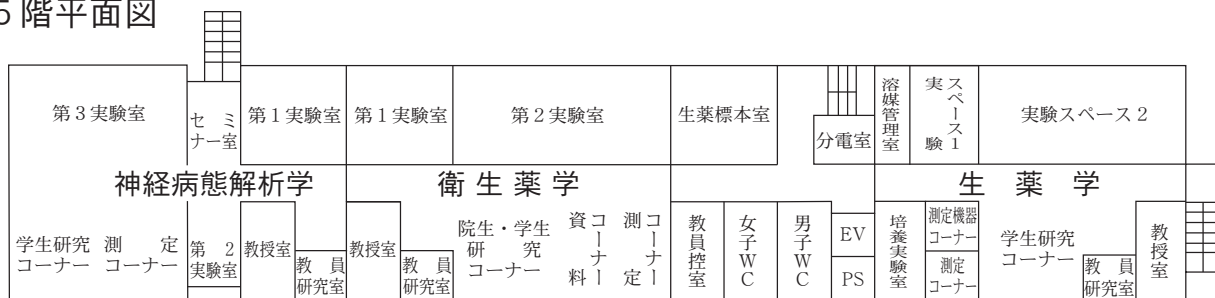 5階平面図
第3実験室
セミ
ナー室
第1実験室
第1実験室
第2実験室
生薬標本室
分電室
溶媒管理室
実験
スペース1
実験スペース2
神経病態解析学
衛生薬学
生薬学
学生研究
コーナー
測定
コーナー
第2
実験室
教授室
教員
研究室
教授室
教員
研究室
院生・学生
研究
コーナー
資料
コーナー
測定
コーナー
教員控室
女子WC
男子WC
EV
PS
培養実験室
測定機器
コーナー
測定
コーナー
学生研究
コーナー
教員
研究室
教授室